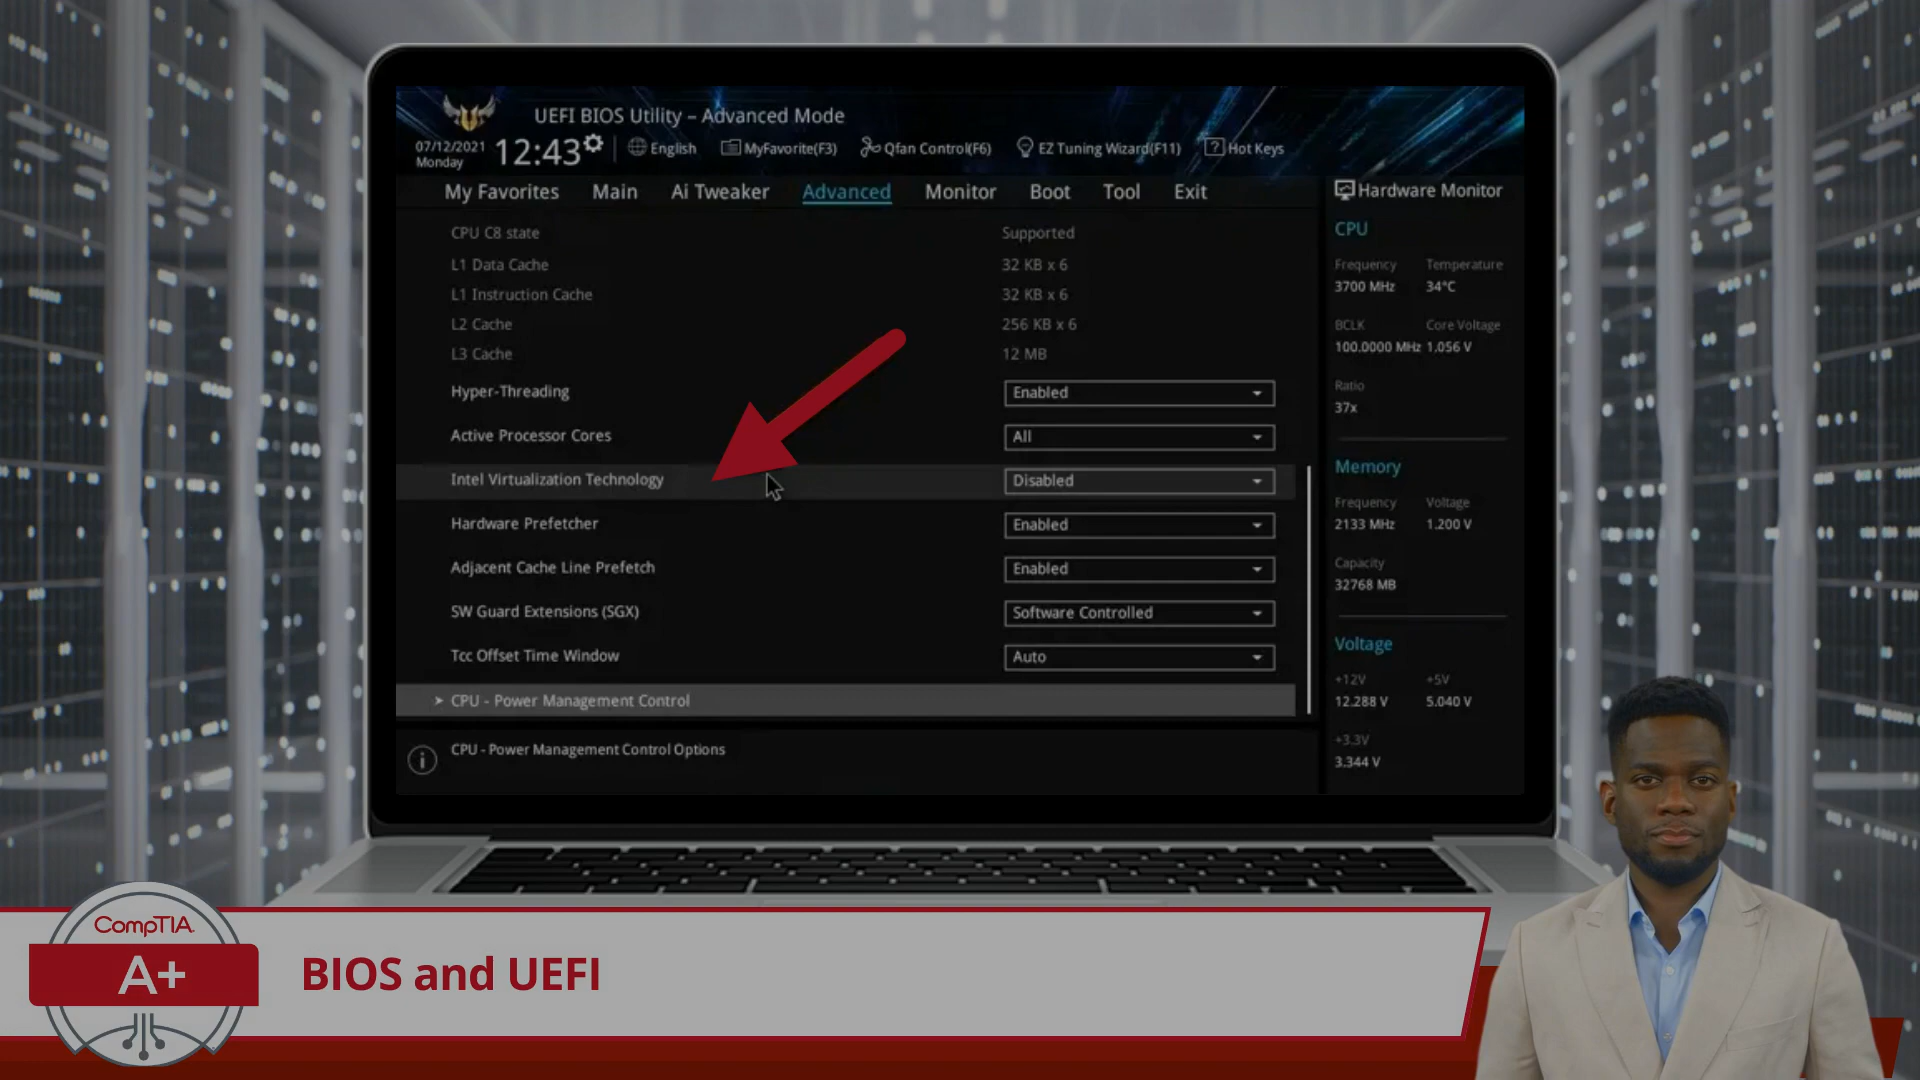 UEFI BIOS Utility – Advanced Mode
07/12/2021
Monday
12:43
English
MyFavorite(F3)
Qfan Control(F6)
EZ Tuning Wizard(F11)
? Hot Keys
My Favorites Main Ai Tweaker Advanced Monitor Boot Tool Exit
CPU C8 state Supported
L1 Data Cache 32 KB x 6
L1 Instruction Cache 32 KB x 6
L2 Cache 256 KB x 6
L3 Cache 12 MB
Hyper-Threading Enabled
Active Processor Cores All
Intel Virtualization Technology Disabled
Hardware Prefetcher Enabled
Adjacent Cache Line Prefetch Enabled
SW Guard Extensions (SGX) Software Controlled
Tcc Offset Time Window Auto
> CPU - Power Management Control
i CPU - Power Management Control Options
Hardware Monitor
CPU
Frequency Temperature
3700 MHz 34°C
BCLK Core Voltage
100.0000 MHz 1.056 V
Ratio
37x
Memory
Frequency Voltage
2133 MHz 1.200 V
Capacity
32768 MB
Voltage
+12V +5V
12.288 V 5.040 V
+3.3V
3.344 V
CompTIA
A+
BIOS and UEFI